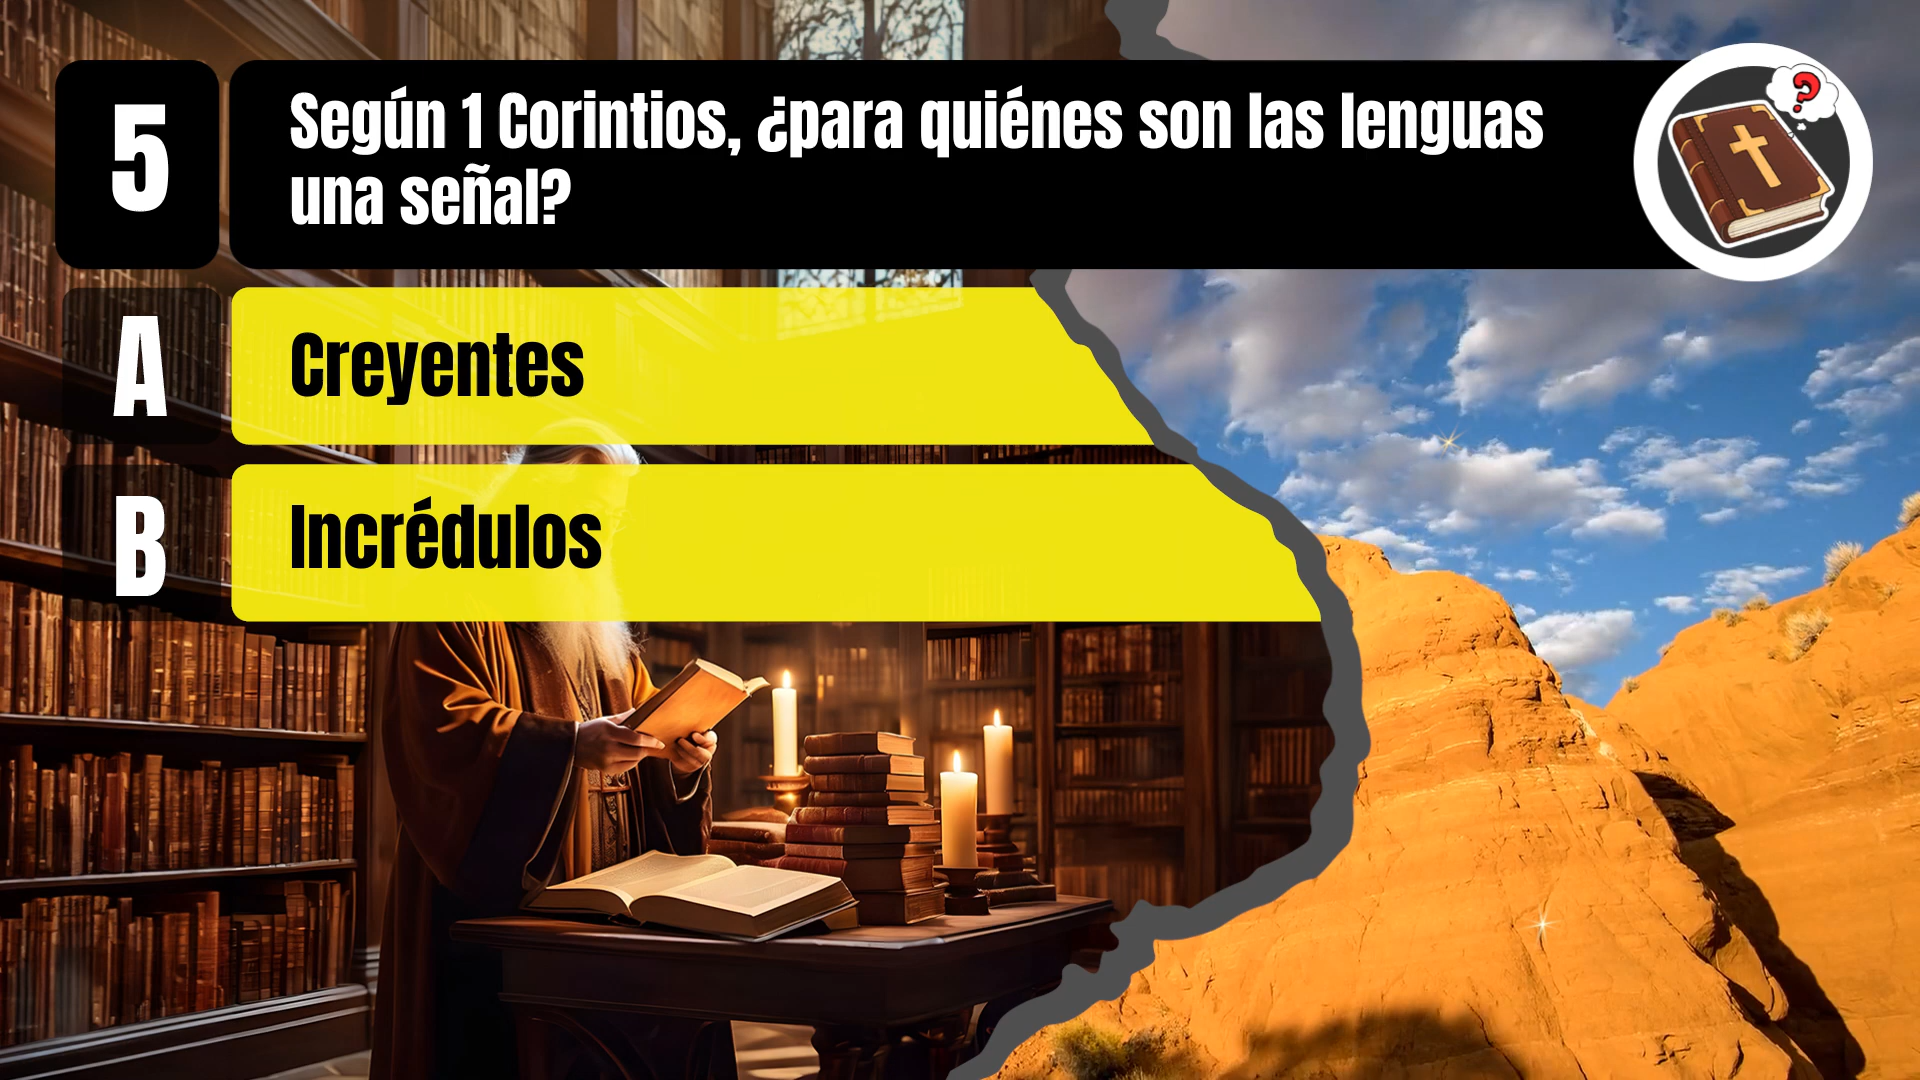 5
Según 1 Corintios, ¿para quiénes son las lenguas
una señal?
?
A
Creyentes
B
Incrédulos